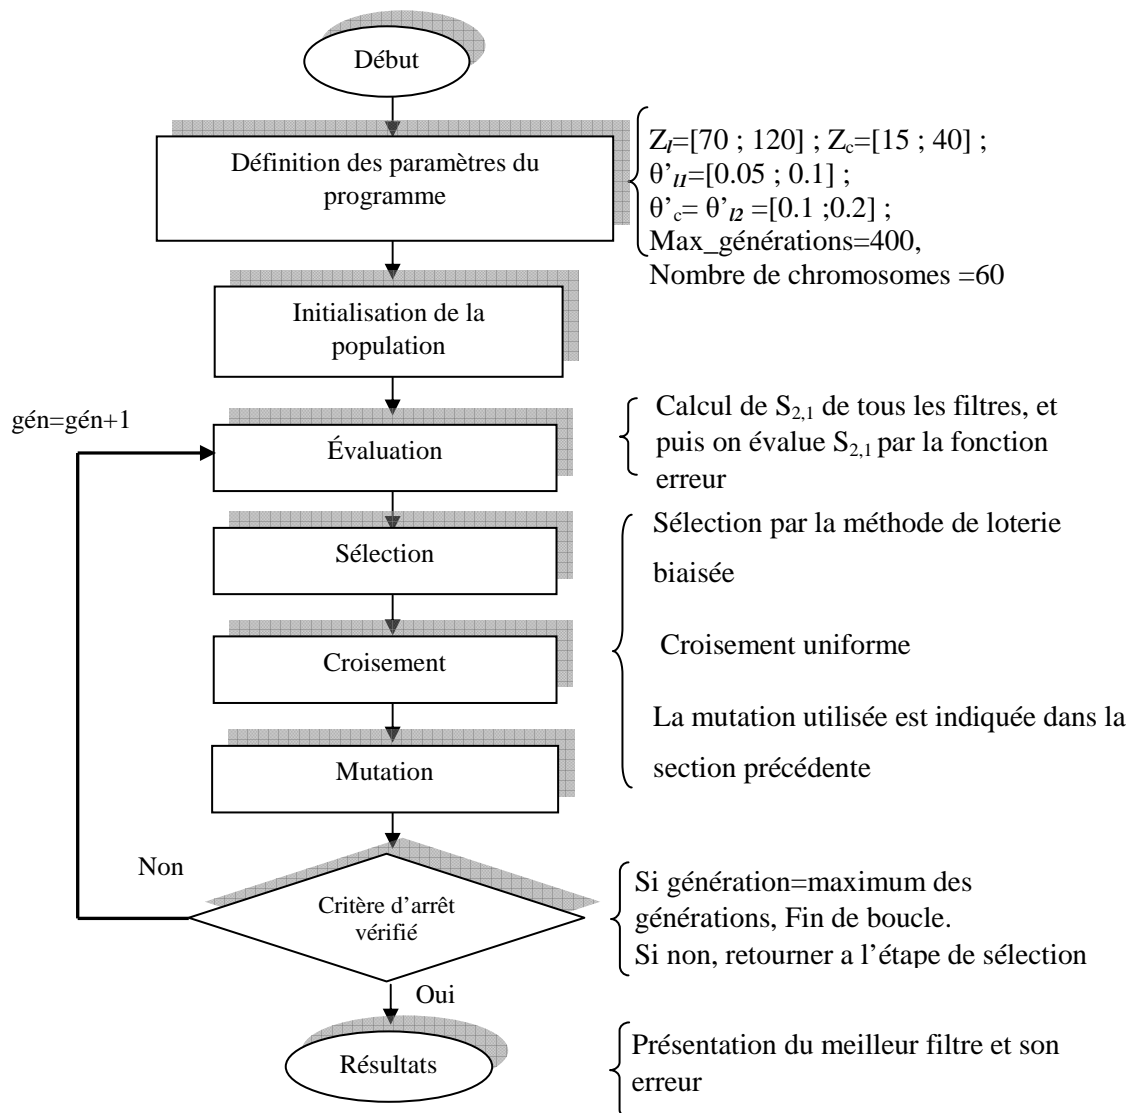 Début
Définition des paramètres du
programme
Z_l=[70 ; 120] ; Z_c=[15 ; 40] ;
θ’_l1=[0.05 ; 0.1] ;
θ’_c= θ’_l2 =[0.1 ;0.2] ;
Max_générations=400,
Nombre de chromosomes =60
Initialisation de la
population
gén=gén+1
Évaluation
Calcul de S_2,1 de tous les filtres, et
puis on évalue S_2,1 par la fonction
erreur
Sélection
Sélection par la méthode de loterie
biaisée
Croisement
Croisement uniforme
Mutation
La mutation utilisée est indiquée dans la
section précédente
Non
Critère d’arrêt
vérifié
Si génération=maximum des
générations, Fin de boucle.
Si non, retourner a l’étape de sélection
Oui
Résultats
Présentation du meilleur filtre et son
erreur